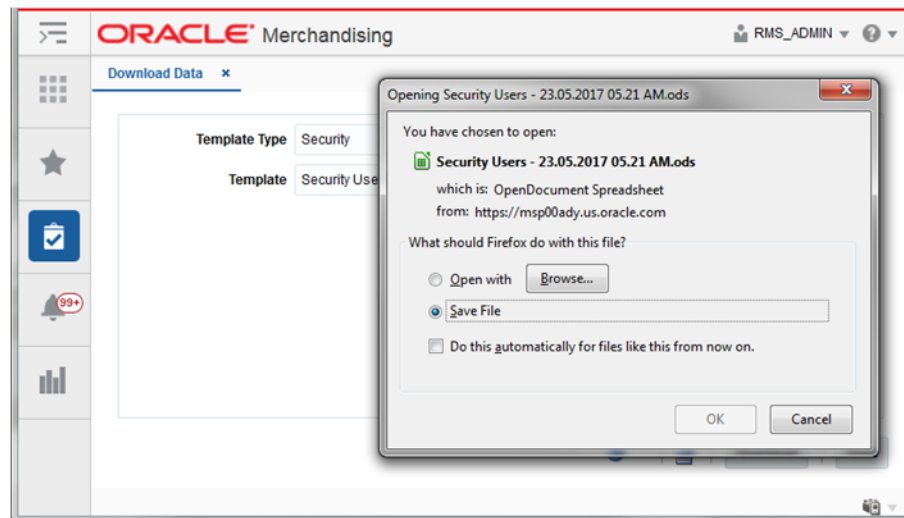 ORACLE Merchandising
RMS_ADMIN
?
Download Data ×
Template Type Security
Template Security Use
99+
Opening Security Users - 23.05.2017 05.21 AM.ods
You have chosen to open:
Security Users - 23.05.2017 05.21 AM.ods
which is: OpenDocument Spreadsheet
from: https://msp00ady.us.oracle.com
What should Firefox do with this file?
Open with Browse...
Save File
Do this automatically for files like this from now on.
OK Cancel